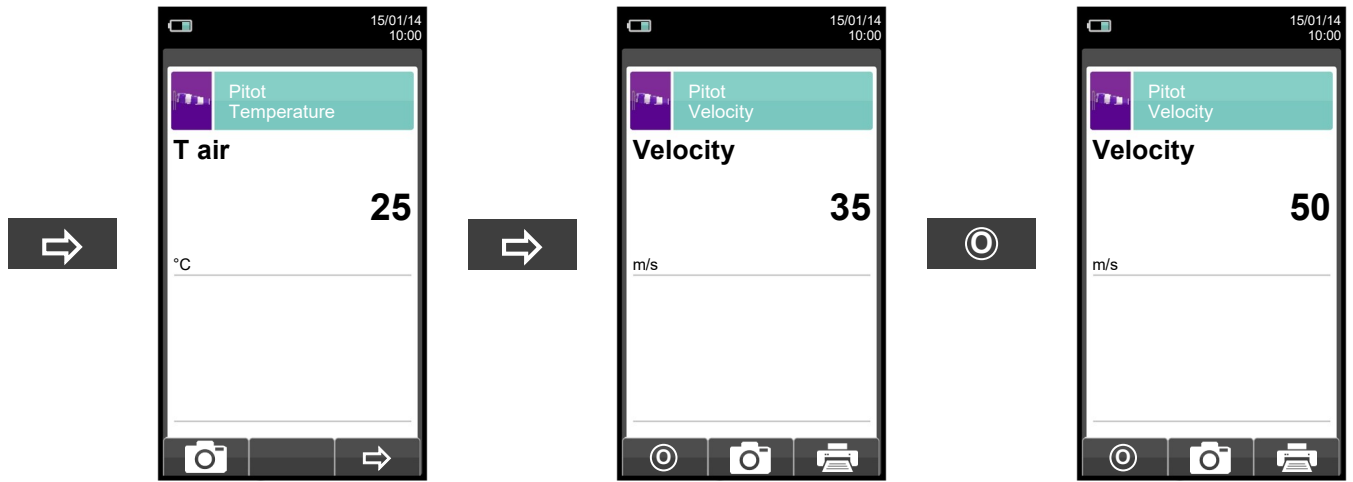 15/01/14
10:00
Pitot
Temperature
T air
25
°C
15/01/14
10:00
Pitot
Velocity
Velocity
35
m/s
15/01/14
10:00
Pitot
Velocity
Velocity
50
m/s